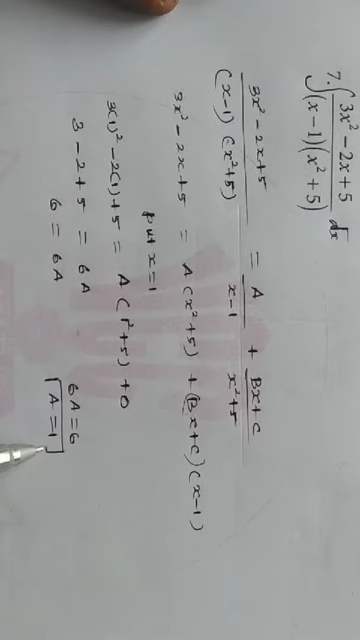 7. ∫ 3x² − 2x + 5 / (x − 1)(x² + 5) dx
3x² − 2x + 5 / (x−1) (x²+5) = A / x−1 + Bx+C / x²+5
3x² − 2x + 5 = A (x²+5) + (Bx+C) (x−1)
put x = 1
3(1)² − 2(1) + 5 = A (1²+5) + 0
3 − 2 + 5 = 6A
6 = 6A
6A = 6
A = 1